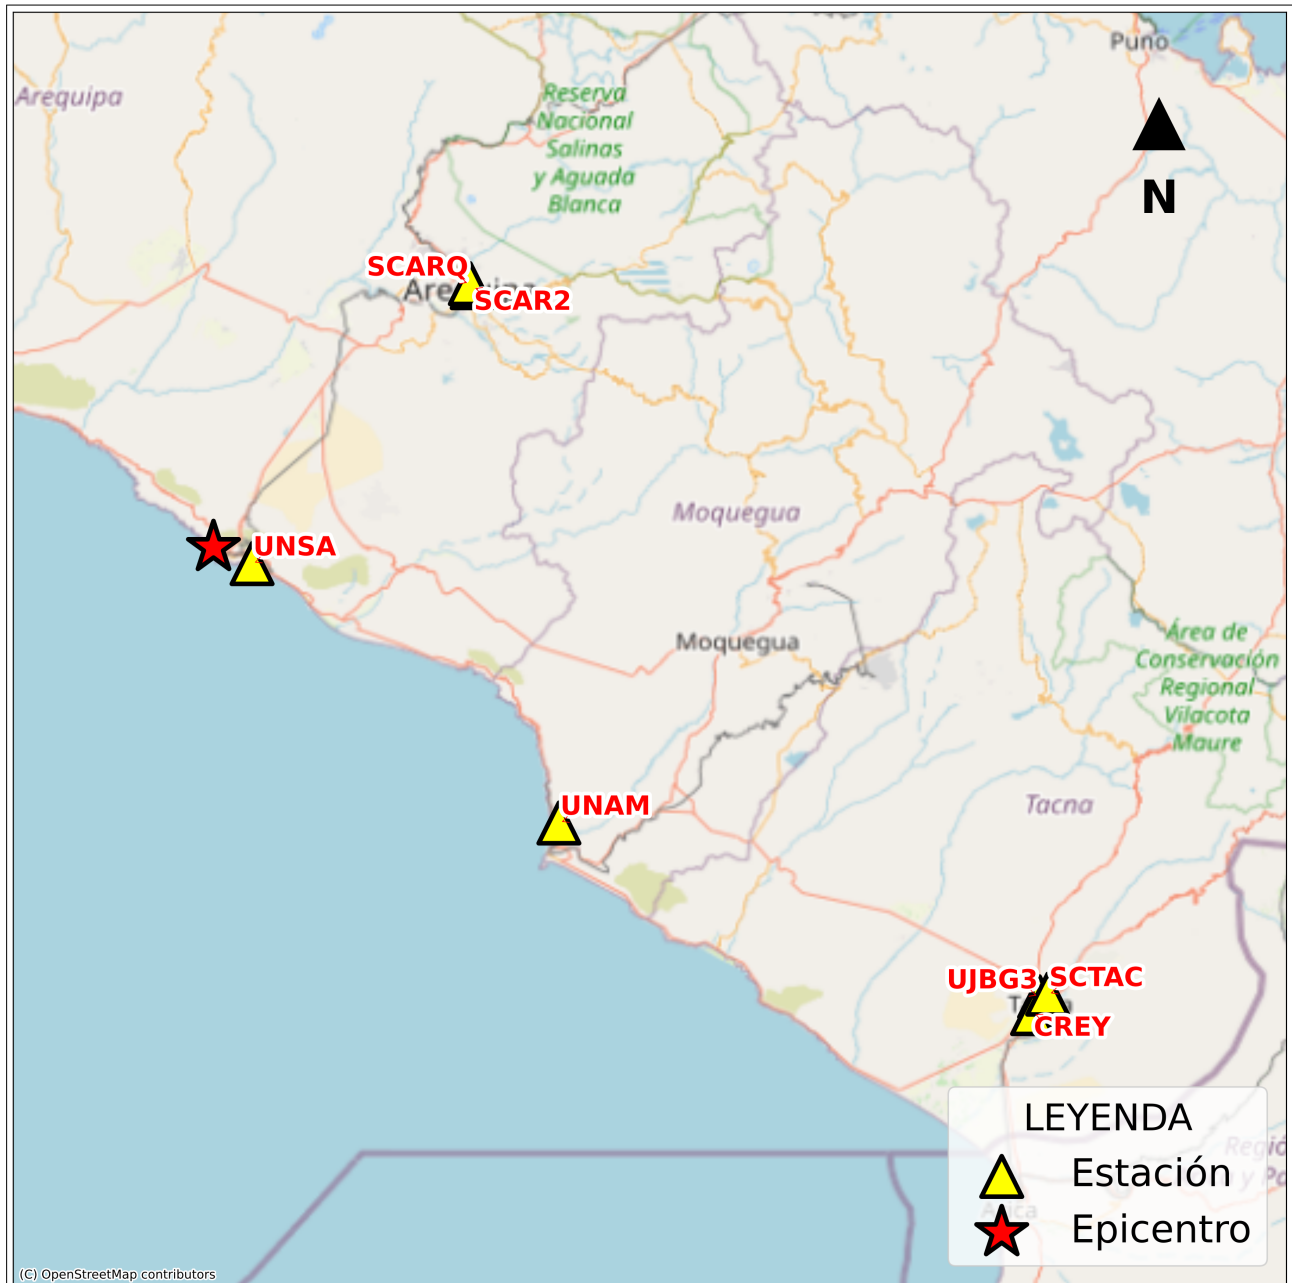 Puno
Arequipa
Reserva
Nacional
Salinas
y Aguada
Blanca
N
SCARQ
SCAR2
Moquegua
UNSA
Moquegua
Área de
Conservación
Regional
Vilacota
Maure
UNAM
Tacna
UJBG3
SCTAC
CREY
LEYENDA
Estación
Epicentro
Arica
(C) OpenStreetMap contributors